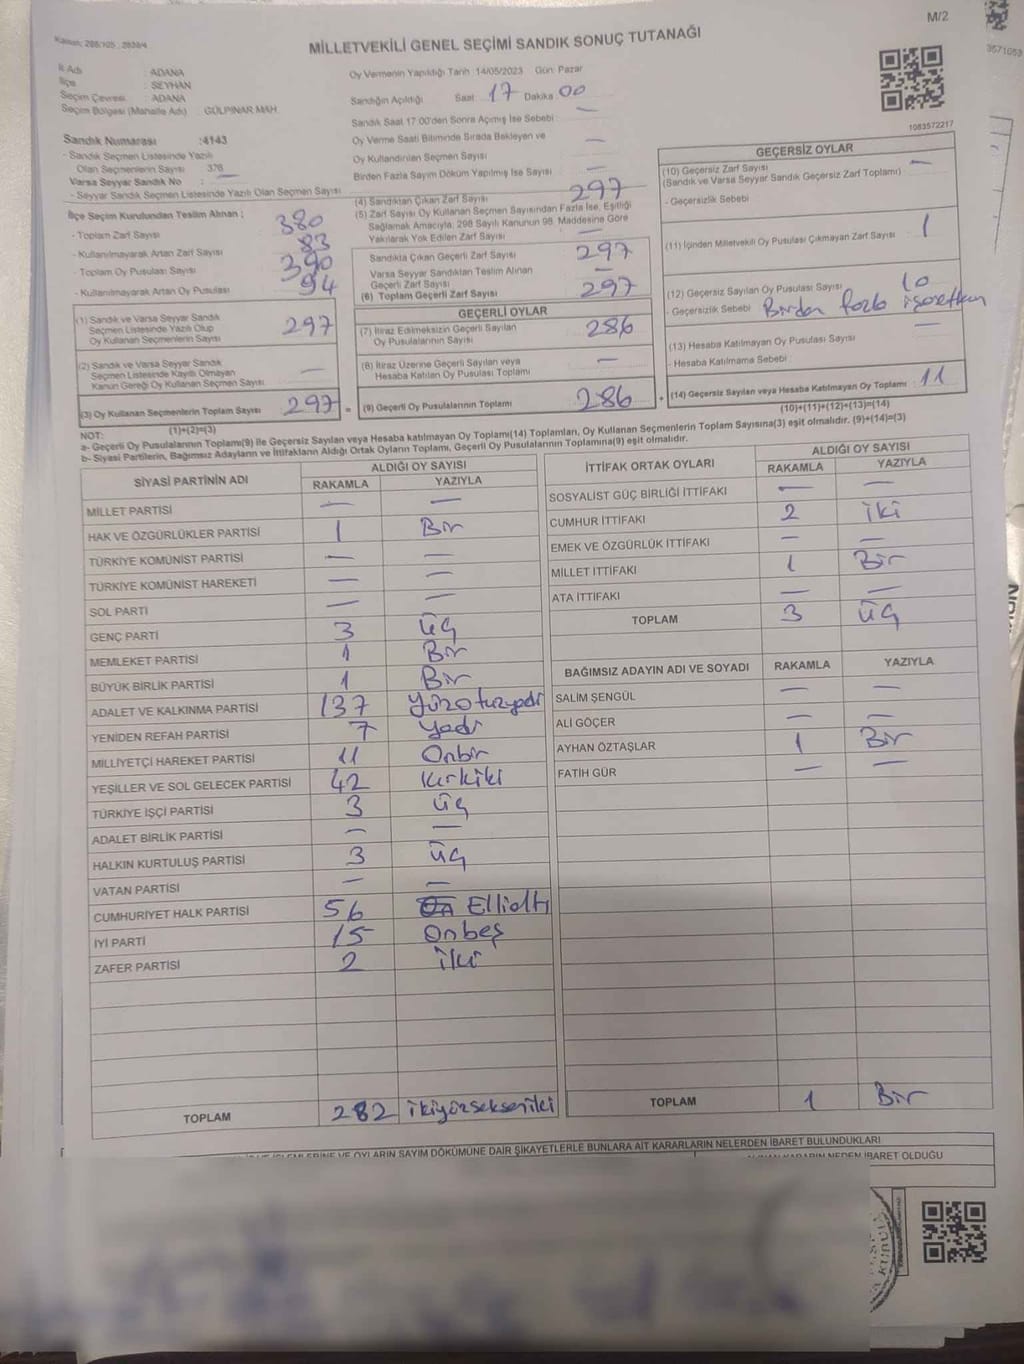 M/2
MİLLETVEKİLİ GENEL SEÇİMİ SANDIK SONUÇ TUTANAĞI
İl Adı : ADANA
İlçe : SEYHAN
Seçim Çevresi : ADANA
Seçim Bölgesi (Mahalle Adı) : GÜLPINAR MAH.
Sandık Numarası :4143
- Sandık Seçmen Listesinde Yazılı
Olan Seçmenlerin Sayısı : 376
Varsa Seyyar Sandık No : —
- Seyyar Sandık Seçmen Listesinde Yazılı Olan Seçmen Sayısı
İlçe Seçim Kurulundan Teslim Alınan ;
- Toplam Zarf Sayısı 380
- Kullanılmayarak Artan Zarf Sayısı 83
- Toplam Oy Pusulası Sayısı 390
- Kullanılmayarak Artan Oy Pusulası 94
(1) Sandık ve Varsa Seyyar Sandık
Seçmen Listesinde Yazılı Olup
Oy Kullanan Seçmenlerin Sayısı 297
(2) Sandık ve Varsa Seyyar Sandık
Seçmen Listesinde Kayıtlı Olmayan
Kanun Gereği Oy Kullanan Seçmen Sayısı —
(3) Oy Kullanan Seçmenlerin Toplam Sayısı 297
(1)+(2)=(3)
Oy Vermenin Yapıldığı Tarih :14/05/2023 Gün: Pazar
Sandığın Açıldığı Saat: 17 Dakika 00
Sandık Saat 17:00'den Sonra Açılmış İse Sebebi : —
Oy Verme Saati Bitiminde Sırada Bekleyen ve
Oy Kullandırılan Seçmen Sayısı —
Birden Fazla Sayım Döküm Yapılmış İse Sayısı —
(4) Sandıktan Çıkan Zarf Sayısı 297
(5) Zarf Sayısı Oy Kullanan Seçmen Sayısından Fazla İse, Eşitliği
Sağlamak Amacıyla; 298 Sayılı Kanunun 98. Maddesine Göre
Yakılarak Yok Edilen Zarf Sayısı —
Sandıkta Çıkan Geçerli Zarf Sayısı 297
Varsa Seyyar Sandıktan Teslim Alınan
Geçerli Zarf Sayısı —
(6) Toplam Geçerli Zarf Sayısı 297
GEÇERLİ OYLAR
(7) İtiraz Edilmeksizin Geçerli Sayılan
Oy Pusulalarının Sayısı 286
(8) İtiraz Üzerine Geçerli Sayılan veya
Hesaba Katılan Oy Pusulası Toplamı —
= (9) Geçerli Oy Pusulalarının Toplamı 286
1083572217
GEÇERSİZ OYLAR
(10) Geçersiz Zarf Sayısı —
(Sandık ve Varsa Seyyar Sandık Geçersiz Zarf Toplamı)
- Geçersizlik Sebebi
(11) İçinden Milletvekili Oy Pusulası Çıkmayan Zarf Sayısı 1
(12) Geçersiz Sayılan Oy Pusulası Sayısı 10
- Geçersizlik Sebebi Birden fazla
(13) Hesaba Katılmayan Oy Pusulası Sayısı —
- Hesaba Katılmama Sebebi
+ (14) Geçersiz Sayılan veya Hesaba Katılmayan Oy Toplamı 11
(10)+(11)+(12)+(13)=(14)
NOT:
a- Geçerli Oy Pusulalarının Toplamı(9) ile Geçersiz Sayılan veya Hesaba katılmayan Oy Toplamı(14) Toplamları, Oy Kullanan Seçmenlerin Toplam Sayısına(3) eşit olmalıdır. (9)+(14)=(3)
b- Siyasi Partilerin, Bağımsız Adayların ve İttifakların Aldığı Ortak Oyların Toplamı, Geçerli Oy Pusulalarının Toplamına(9) eşit olmalıdır.
SİYASİ PARTİNİN ADI ALDIĞI OY SAYISI
RAKAMLA YAZIYLA
MİLLET PARTİSİ — —
HAK VE ÖZGÜRLÜKLER PARTİSİ 1 Bir
TÜRKİYE KOMÜNİST PARTİSİ — —
TÜRKİYE KOMÜNİST HAREKETİ — —
SOL PARTİ — —
GENÇ PARTİ 3 üç
MEMLEKET PARTİSİ 1 Bir
BÜYÜK BİRLİK PARTİSİ 1 Bir
ADALET VE KALKINMA PARTİSİ 137 Yüzotuzyedi
YENİDEN REFAH PARTİSİ 7 Yedi
MİLLİYETÇİ HAREKET PARTİSİ 11 Onbir
YEŞİLLER VE SOL GELECEK PARTİSİ 42 Kırkiki
TÜRKİYE İŞÇİ PARTİSİ 3 üç
ADALET BİRLİK PARTİSİ — —
HALKIN KURTULUŞ PARTİSİ 3 üç
VATAN PARTİSİ — —
CUMHURİYET HALK PARTİSİ 56 Ellialtı
İYİ PARTİ 15 Onbeş
ZAFER PARTİSİ 2 İki
TOPLAM 282 ikiyüzsekseniki
İTTİFAK ORTAK OYLARI ALDIĞI OY SAYISI
RAKAMLA YAZIYLA
SOSYALİST GÜÇ BİRLİĞİ İTTİFAKI — —
CUMHUR İTTİFAKI 2 iki
EMEK VE ÖZGÜRLÜK İTTİFAKI — —
MİLLET İTTİFAKI 1 Bir
ATA İTTİFAKI — —
TOPLAM 3 üç
BAĞIMSIZ ADAYIN ADI VE SOYADI RAKAMLA YAZIYLA
SALİM ŞENGÜL — —
ALİ GÖÇER — —
AYHAN ÖZTAŞLAR 1 Bir
FATİH GÜR — —
TOPLAM 1 Bir
OYLARIN SAYIM DÖKÜMÜNE DAİR ŞİKAYETLERLE BUNLARA AİT KARARLARIN NELERDEN İBARET BULUNDUKLARI
NEDEN İBARET OLDUĞU